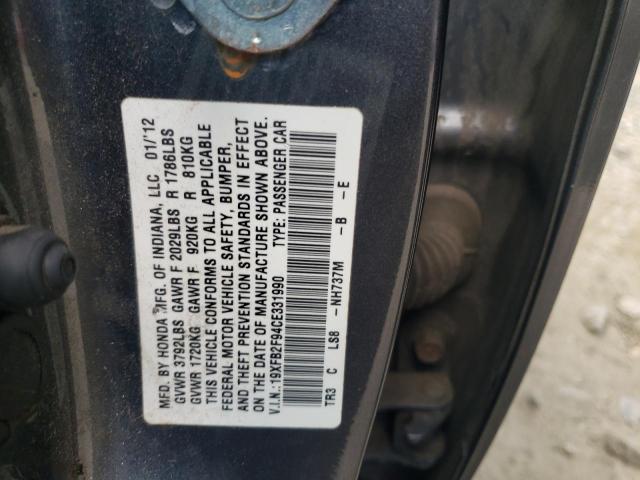 MFD. BY HONDA MFG. OF INDIANA, LLC 01/'12
GVWR 3792LBS GAWR F 2029LBS R 1786LBS
GVWR 1720KG GAWR F 920KG R 810KG
THIS VEHICLE CONFORMS TO ALL APPLICABLE
FEDERAL MOTOR VEHICLE SAFETY, BUMPER,
AND THEFT PREVENTION STANDARDS IN EFFECT
ON THE DATE OF MANUFACTURE SHOWN ABOVE.
V.I.N.:19XFB2F94CE331990 TYPE: PASSENGER CAR
TR3 C LS8 -NH737M -B -E